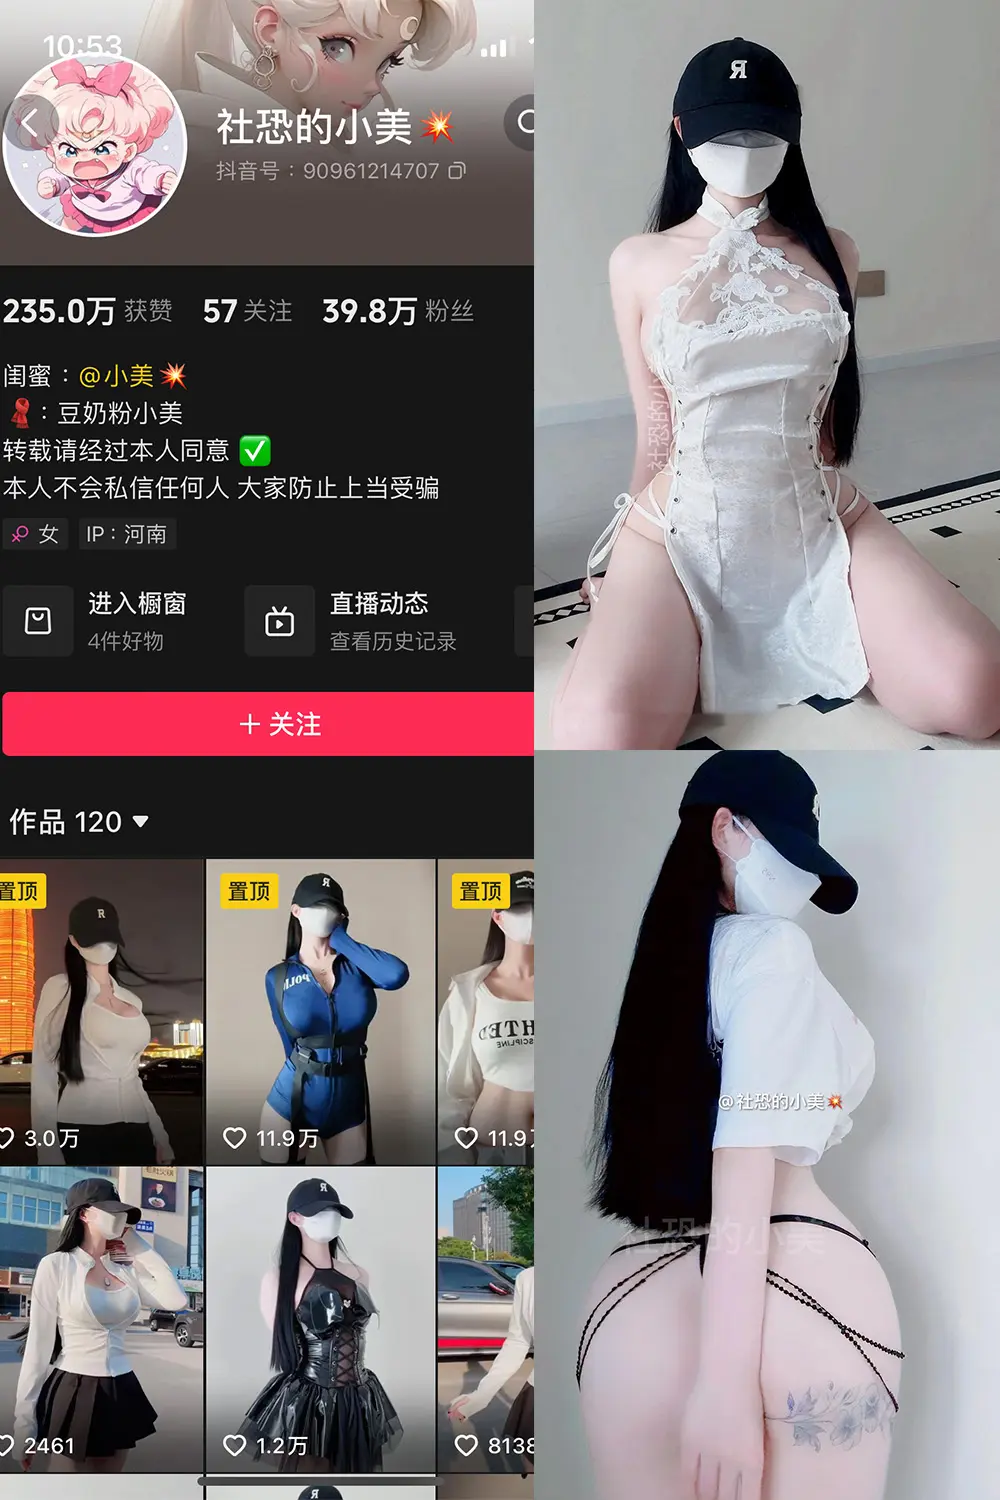 10:53
社恐的小美💥
抖音号：90961214707
235.0万 获赞 57 关注 39.8万 粉丝
闺蜜：@小美💥
🧣：豆奶粉小美
转载请经过本人同意 ✅
本人不会私信任何人 大家防止上当受骗
女 IP：河南
进入橱窗
4件好物
直播动态
查看历史记录
+ 关注
作品 120
置顶
置顶
置顶
R
Я
POLI
HTED
SCIPLINE
3.0万
11.9万
11.9
2461
Я
1.2万
8138
Я
Я
社恐的小
@社恐的小美💥
社恐的小美